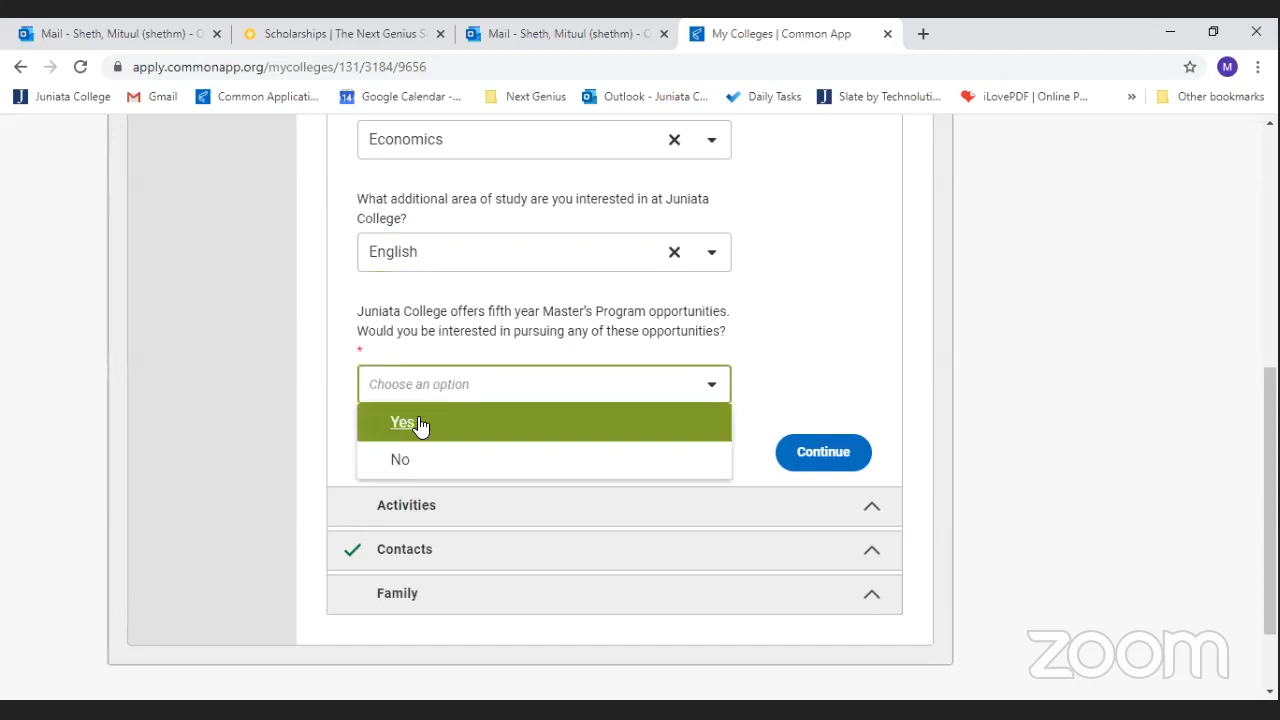 Mail - Sheth, Mituul (shethm) - O
Scholarships | The Next Genius S
Mail - Sheth, Mituul (shethm) - O
My Colleges | Common App
apply.commonapp.org/mycolleges/131/3184/9656
M
Juniata College
Gmail
Common Applicati...
14
Google Calendar -...
Next Genius
Outlook - Juniata C...
Daily Tasks
Slate by Technoluti...
iLovePDF | Online P...
»
Other bookmarks
Economics
What additional area of study are you interested in at Juniata
College?
English
Juniata College offers fifth year Master's Program opportunities.
Would you be interested in pursuing any of these opportunities?
*
Choose an option
Yes
No
Continue
Activities
Contacts
Family
zoom